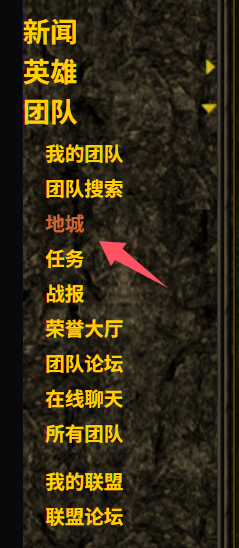 新闻
英雄
团队
我的团队
团队搜索
地城
任务
战报
荣誉大厅
团队论坛
在线聊天
所有团队
我的联盟
联盟论坛